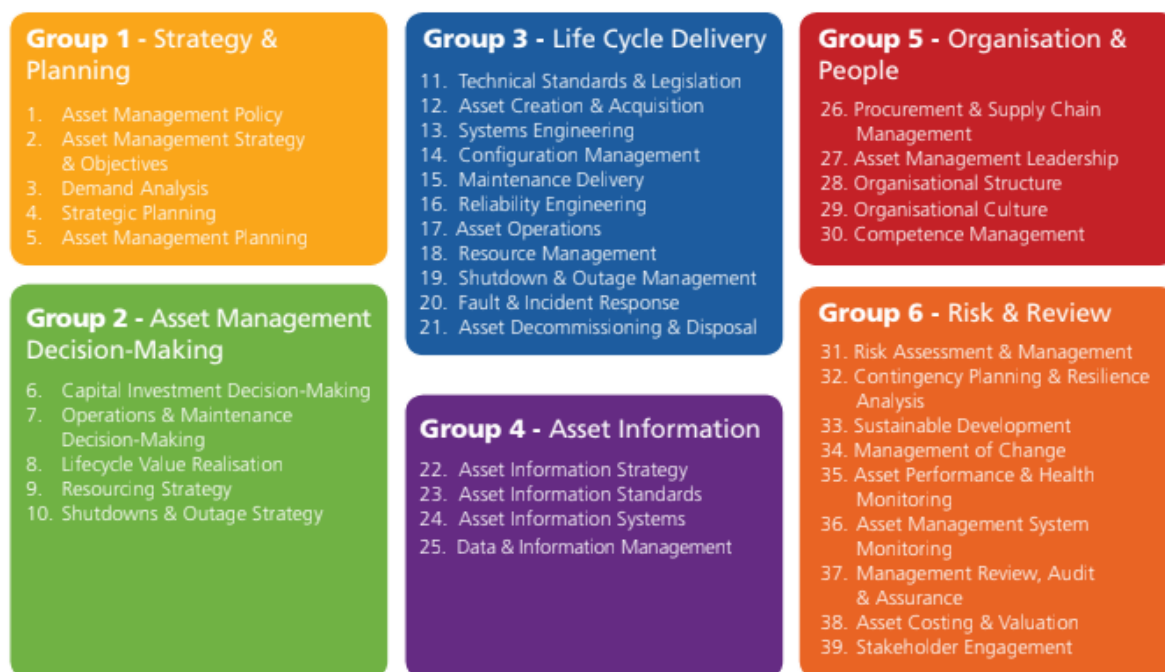 Group 1 - Strategy &
Planning
1. Asset Management Policy
2. Asset Management Strategy
& Objectives
3. Demand Analysis
4. Strategic Planning
5. Asset Management Planning
Group 2 - Asset Management
Decision-Making
6. Capital Investment Decision-Making
7. Operations & Maintenance
Decision-Making
8. Lifecycle Value Realisation
9. Resourcing Strategy
10. Shutdowns & Outage Strategy
Group 3 - Life Cycle Delivery
11. Technical Standards & Legislation
12. Asset Creation & Acquisition
13. Systems Engineering
14. Configuration Management
15. Maintenance Delivery
16. Reliability Engineering
17. Asset Operations
18. Resource Management
19. Shutdown & Outage Management
20. Fault & Incident Response
21. Asset Decommissioning & Disposal
Group 4 - Asset Information
22. Asset Information Strategy
23. Asset Information Standards
24. Asset Information Systems
25. Data & Information Management
Group 5 - Organisation &
People
26. Procurement & Supply Chain
Management
27. Asset Management Leadership
28. Organisational Structure
29. Organisational Culture
30. Competence Management
Group 6 - Risk & Review
31. Risk Assessment & Management
32. Contingency Planning & Resilience
Analysis
33. Sustainable Development
34. Management of Change
35. Asset Performance & Health
Monitoring
36. Asset Management System
Monitoring
37. Management Review, Audit
& Assurance
38. Asset Costing & Valuation
39. Stakeholder Engagement